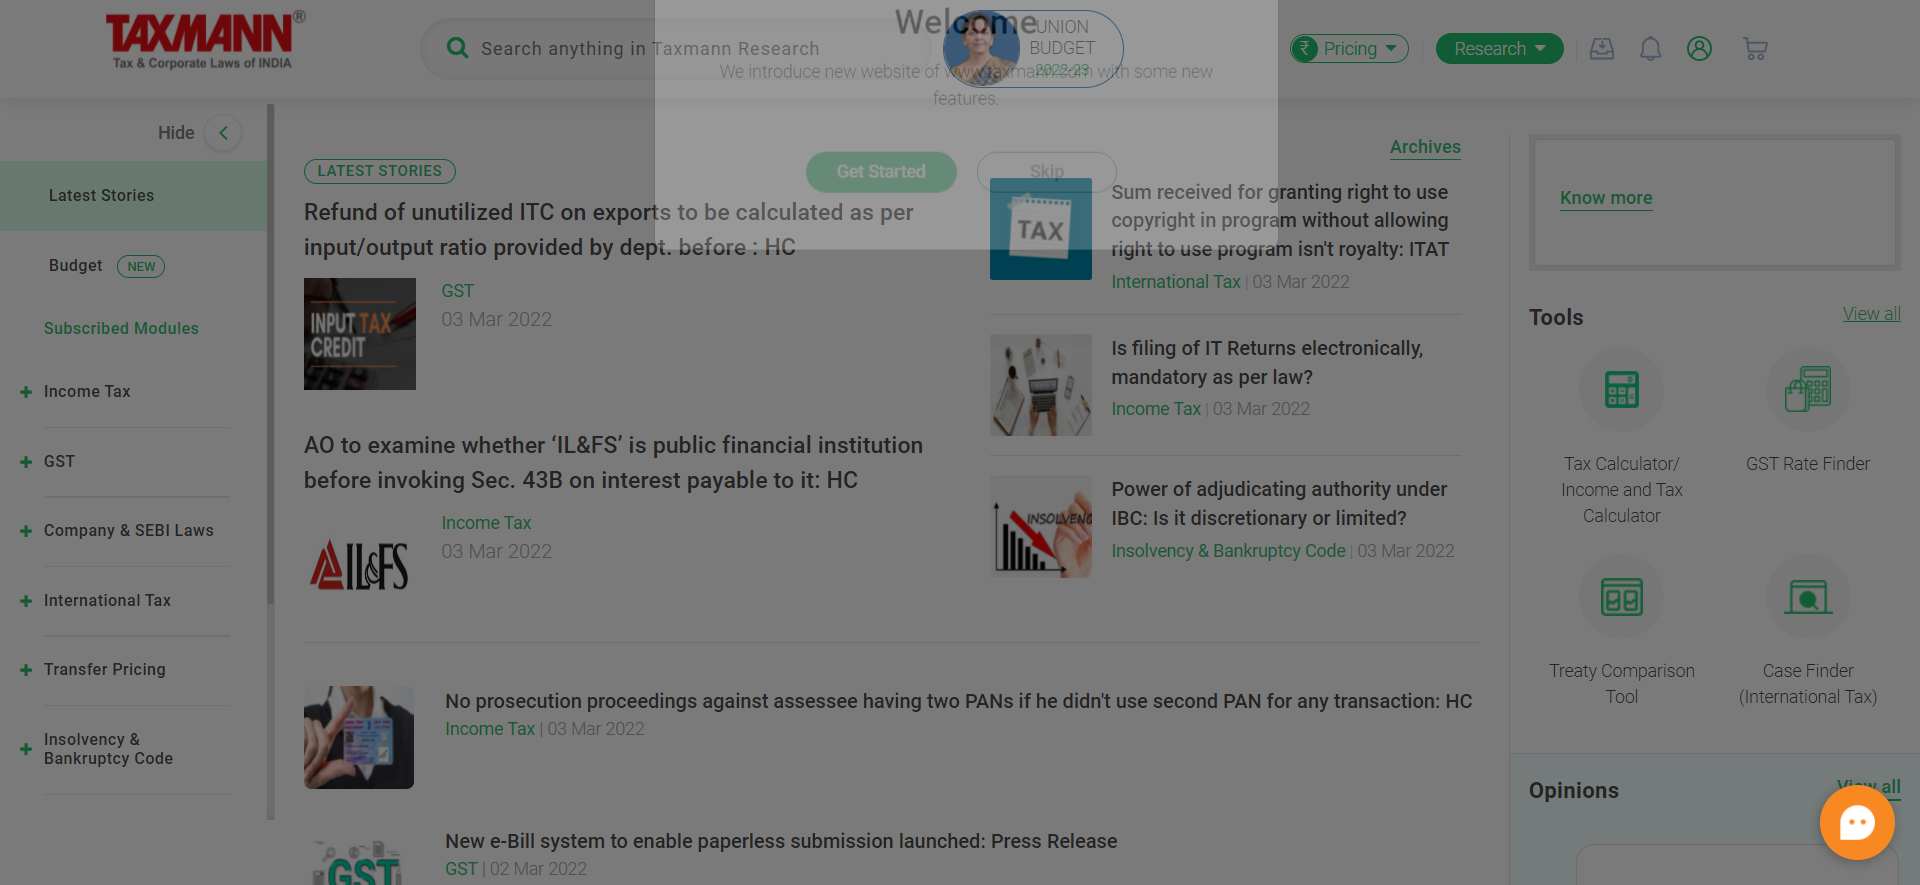 TAXMANN®
Tax & Corporate Laws of INDIA
Search anything in Taxmann Research
Welcome
We introduce new website of www.taxmann.com with some new
features.
Get Started
Skip
UNION
BUDGET
2022-23
Pricing
Research
Hide
Latest Stories
Budget NEW
Subscribed Modules
Income Tax
GST
Company & SEBI Laws
International Tax
Transfer Pricing
Insolvency &
Bankruptcy Code
LATEST STORIES
Refund of unutilized ITC on exports to be calculated as per
input/output ratio provided by dept. before : HC
INPUT TAX
CREDIT
GST
03 Mar 2022
AO to examine whether ‘IL&FS’ is public financial institution
before invoking Sec. 43B on interest payable to it: HC
IL&FS
Income Tax
03 Mar 2022
Archives
TAX
Sum received for granting right to use
copyright in program without allowing
right to use program isn't royalty: ITAT
International Tax | 03 Mar 2022
Is filing of IT Returns electronically,
mandatory as per law?
Income Tax | 03 Mar 2022
INSOLVENC
Power of adjudicating authority under
IBC: Is it discretionary or limited?
Insolvency & Bankruptcy Code | 03 Mar 2022
No prosecution proceedings against assessee having two PANs if he didn't use second PAN for any transaction: HC
Income Tax | 03 Mar 2022
GST
New e-Bill system to enable paperless submission launched: Press Release
GST | 02 Mar 2022
Know more
Tools
View all
Tax Calculator/
Income and Tax
Calculator
GST Rate Finder
Treaty Comparison
Tool
Case Finder
(International Tax)
Opinions
View all